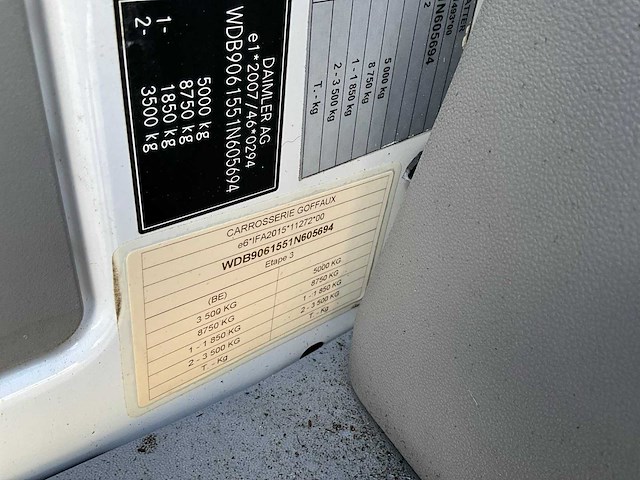 DAIMLER AG
e1*2007/46*0294
WDB9061551N605694
5000 kg
8750 kg
1- 1850 kg
2- 3500 kg
1N605694
5 000 kg
8 750 kg
1 - 1 850 kg
2 - 3 500 kg
T. - kg
CARROSSERIE GOFFAUX
e6*IFA2015*11272*00
WDB9061551N605694
Etape 3
(BE) 5000 KG
3 500 KG 8750 KG
8750 KG 1 - 1 850 KG
1 - 1 850 KG 2 - 3 500 KG
2 - 3 500 KG T - Kg
T - Kg